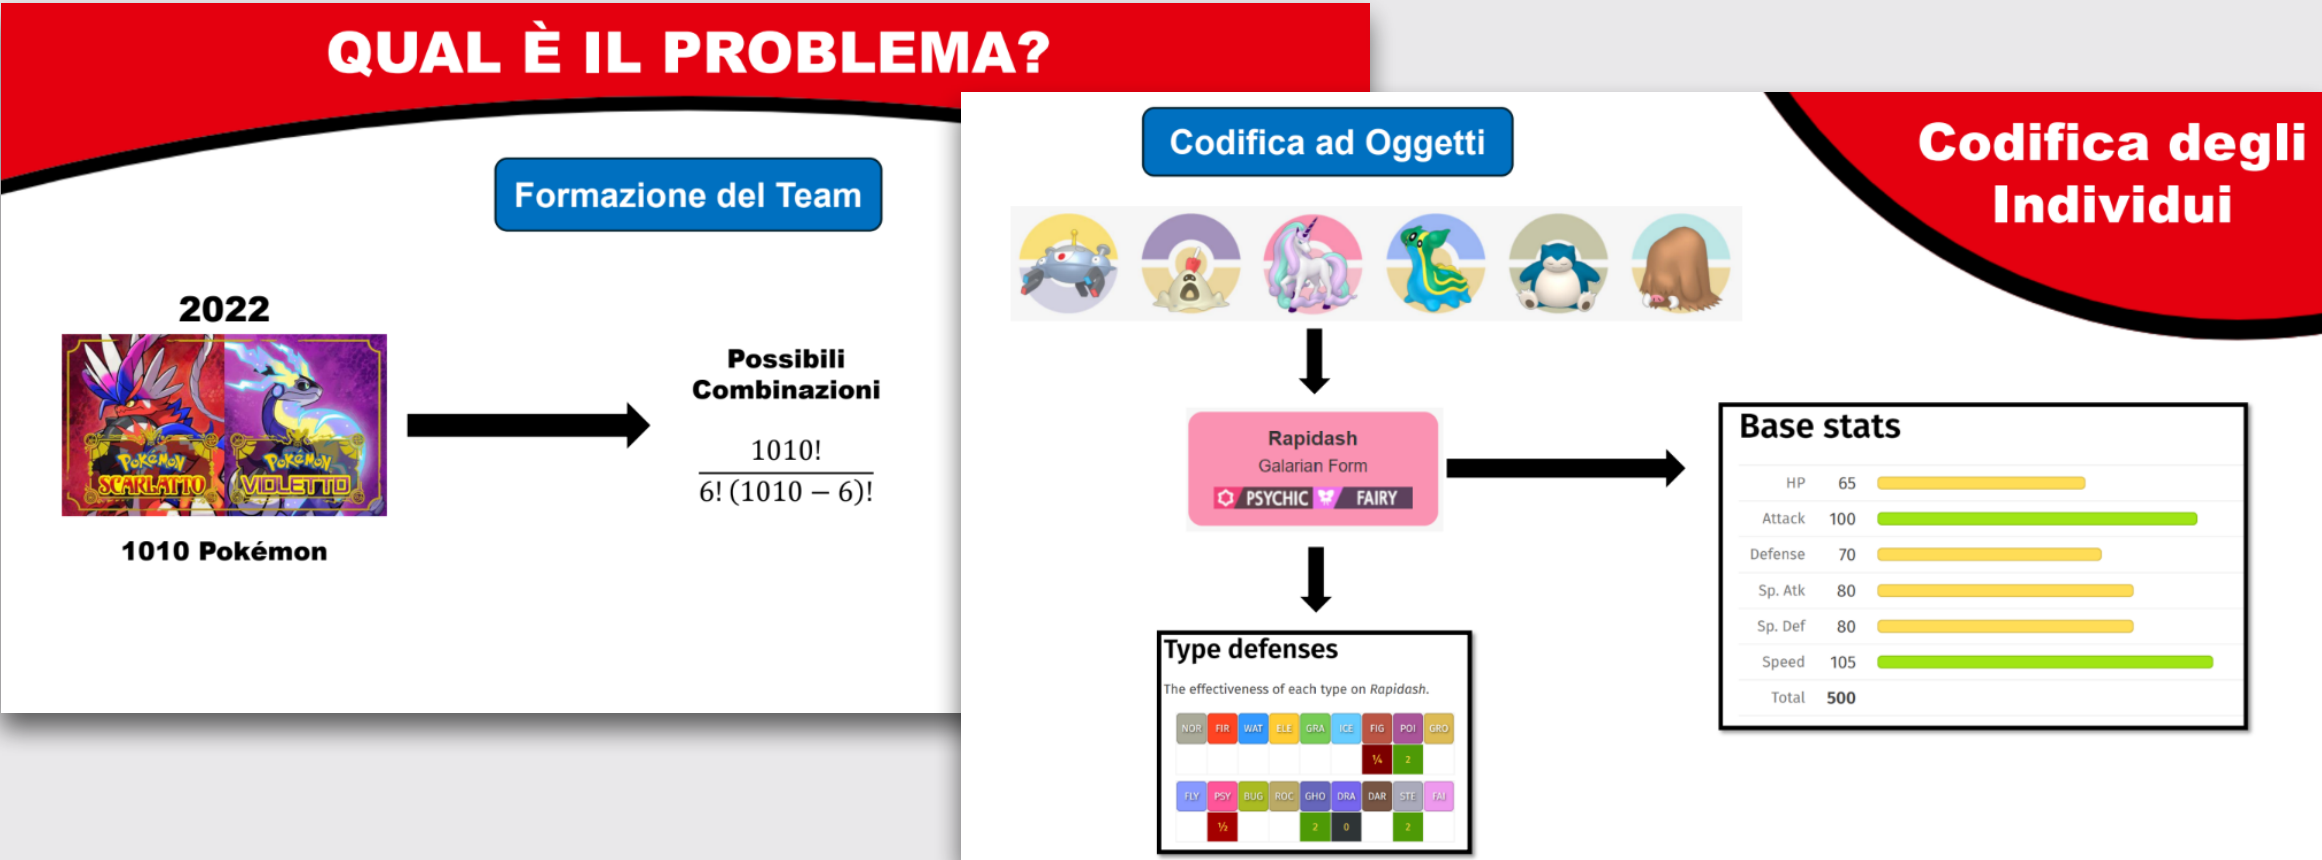 QUAL È IL PROBLEMA?
Formazione del Team
2022
POKÉMON
SCARLATTO
POKÉMON
VIOLETTO
1010 Pokémon
Possibili
Combinazioni
1010!
6! (1010 − 6)!
Codifica ad Oggetti
Codifica degli
Individui
Rapidash
Galarian Form
PSYCHIC FAIRY
Base stats
HP 65
Attack 100
Defense 70
Sp. Atk 80
Sp. Def 80
Speed 105
Total 500
Type defenses
The effectiveness of each type on Rapidash.
NOR FIR WAT ELE GRA ICE FIG POI GRO
¼ 2
FLY PSY BUG ROC GHO DRA DAR STE FAI
½ 2 0 2